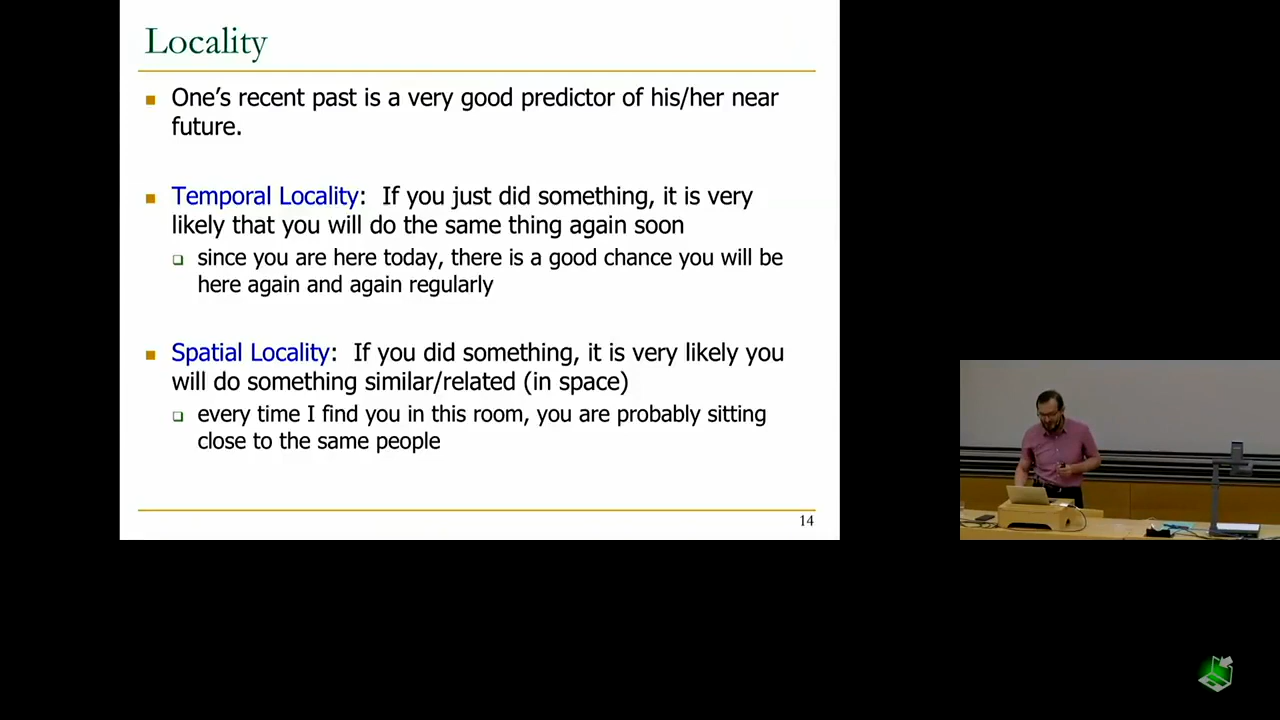 Locality
One’s recent past is a very good predictor of his/her near
future.
Temporal Locality: If you just did something, it is very
likely that you will do the same thing again soon
since you are here today, there is a good chance you will be
here again and again regularly
Spatial Locality: If you did something, it is very likely you
will do something similar/related (in space)
every time I find you in this room, you are probably sitting
close to the same people
14